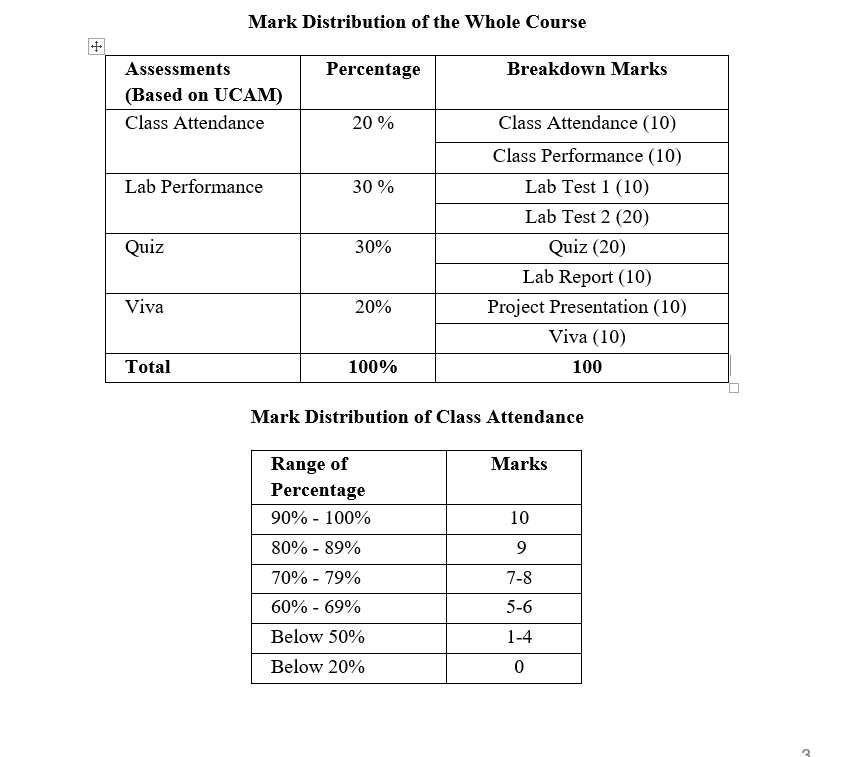 Mark Distribution of the Whole Course
Assessments (Based on UCAM) Percentage Breakdown Marks
Class Attendance 20 % Class Attendance (10)
Class Performance (10)
Lab Performance 30 % Lab Test 1 (10)
Lab Test 2 (20)
Quiz 30% Quiz (20)
Lab Report (10)
Viva 20% Project Presentation (10)
Viva (10)
Total 100% 100
Mark Distribution of Class Attendance
Range of Percentage Marks
90% - 100% 10
80% - 89% 9
70% - 79% 7-8
60% - 69% 5-6
Below 50% 1-4
Below 20% 0
3